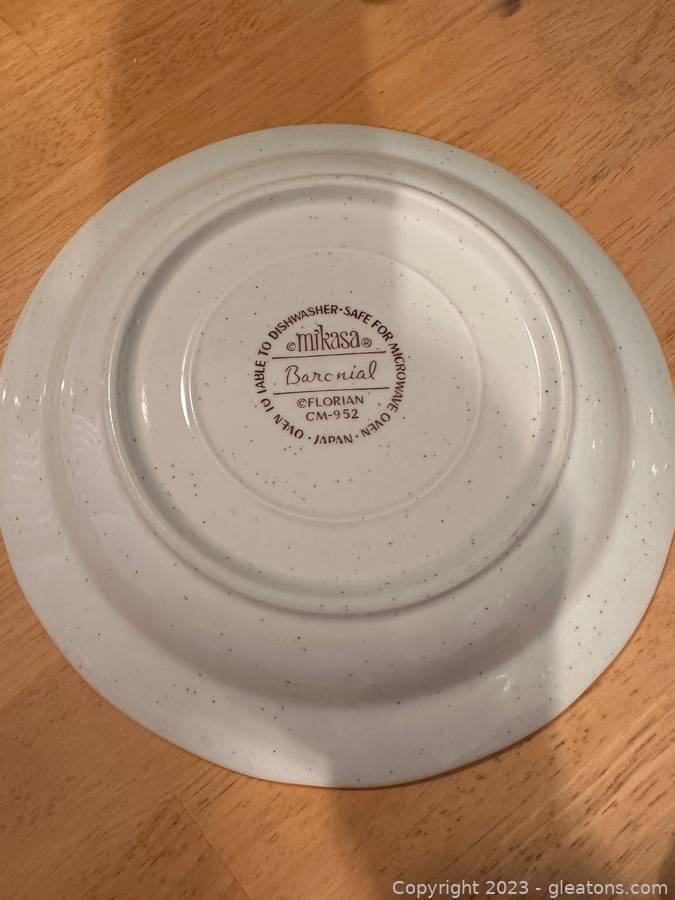 OVEN TO TABLE TO DISHWASHER-SAFE FOR MICROWAVE OVEN · JAPAN ·
©mikasa®
Baronial
©FLORIAN
CM-952
Copyright 2023 - gleatons.com